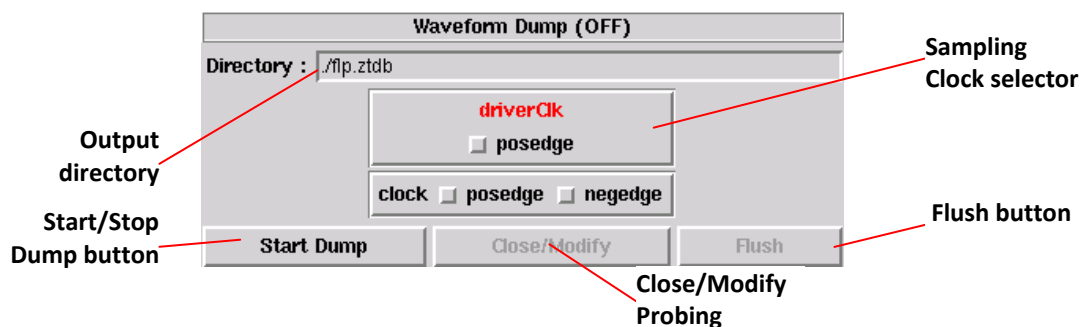 Waveform Dump (OFF)
Directory : ./flp.ztdb
Sampling
Clock selector
driverClk
posedge
Output
directory
clock posedge negedge
Start/Stop
Dump button
Flush button
Start Dump Close/Modify Flush
Close/Modify
Probing